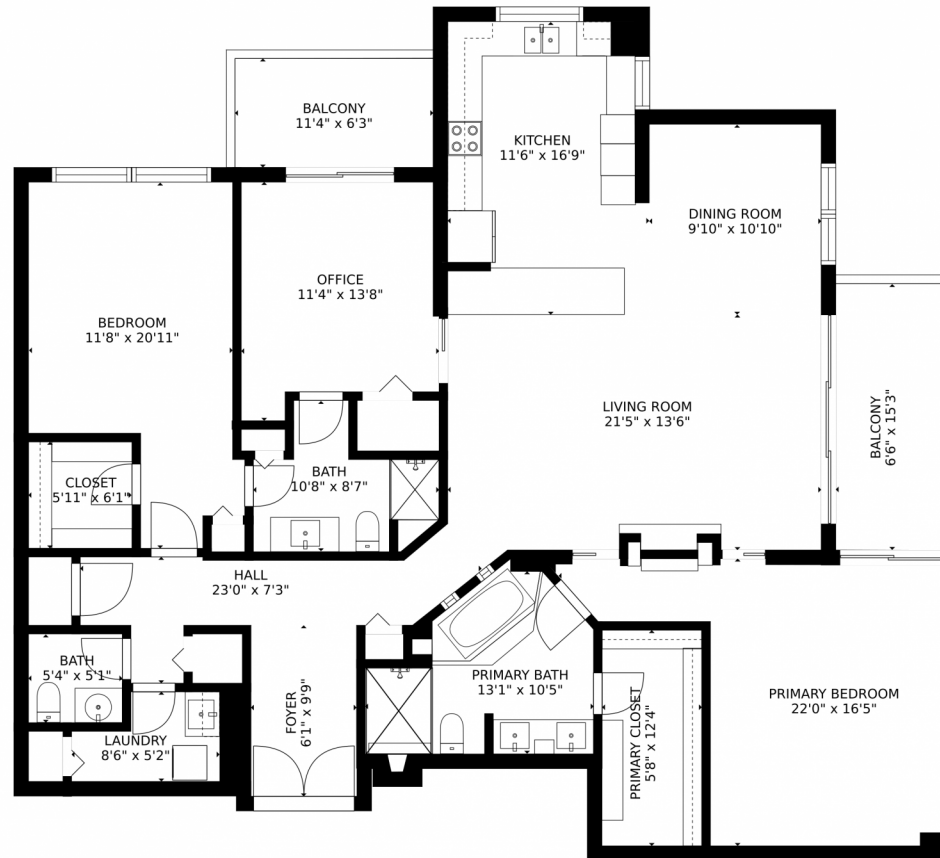 BALCONY
11'4" x 6'3"
KITCHEN
11'6" x 16'9"
DINING ROOM
9'10" x 10'10"
OFFICE
11'4" x 13'8"
BEDROOM
11'8" x 20'11"
LIVING ROOM
21'5" x 13'6"
BALCONY
6'6" x 15'3"
CLOSET
5'11" x 6'1"
BATH
10'8" x 8'7"
HALL
23'0" x 7'3"
BATH
5'4" x 5'1"
PRIMARY BATH
13'1" x 10'5"
PRIMARY BEDROOM
22'0" x 16'5"
FOYER
6'1" x 9'9"
PRIMARY CLOSET
5'8" x 12'4"
LAUNDRY
8'6" x 5'2"